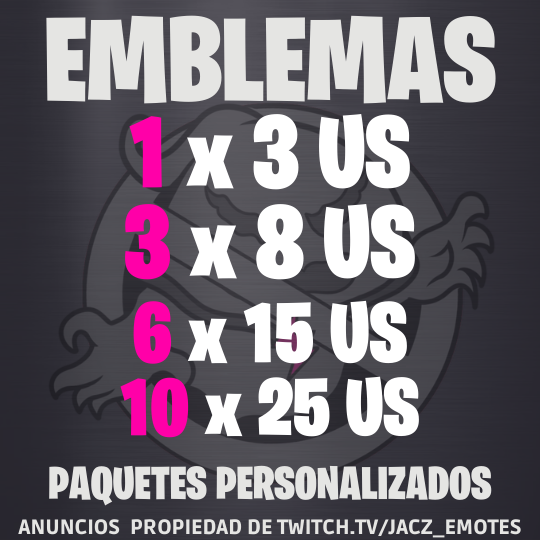 EMBLEMAS
1 x 3 US
3 x 8 US
6 x 15 US
10 x 25 US
PAQUETES PERSONALIZADOS
ANUNCIOS PROPIEDAD DE TWITCH.TV/JACZ_EMOTES